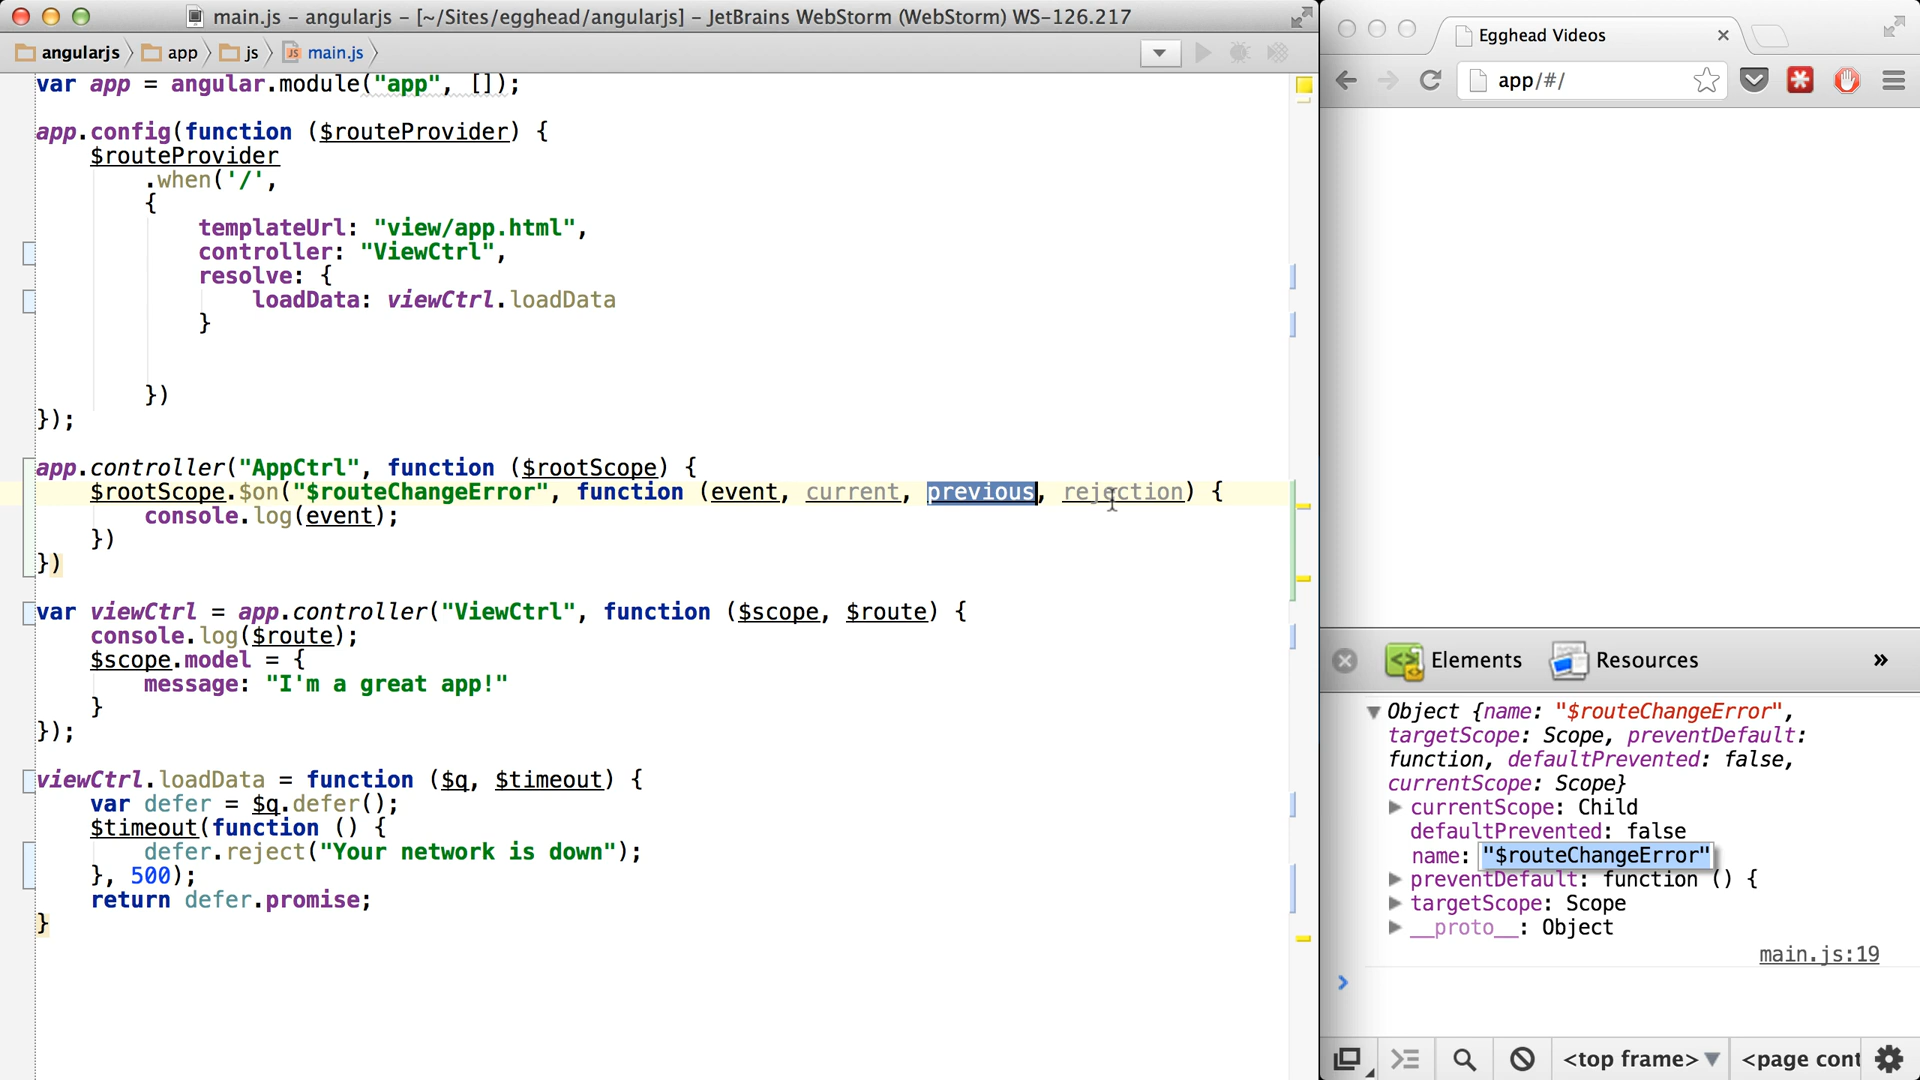 main.js – angularjs – [~/Sites/egghead/angularjs] – JetBrains WebStorm (WebStorm) WS-126.217
angularjs app js main.js
var app = angular.module("app", []);
app.config(function ($routeProvider) {
$routeProvider
.when('/',
{
templateUrl: "view/app.html",
controller: "ViewCtrl",
resolve: {
loadData: viewCtrl.loadData
}
})
});
app.controller("AppCtrl", function ($rootScope) {
$rootScope.$on("$routeChangeError", function (event, current, previous, rejection) {
console.log(event);
})
})
var viewCtrl = app.controller("ViewCtrl", function ($scope, $route) {
console.log($route);
$scope.model = {
message: "I'm a great app!"
}
});
viewCtrl.loadData = function ($q, $timeout) {
var defer = $q.defer();
$timeout(function () {
defer.reject("Your network is down");
}, 500);
return defer.promise;
}
Egghead Videos
app/#/
Elements Resources »
Object {name: "$routeChangeError",
targetScope: Scope, preventDefault:
function, defaultPrevented: false,
currentScope: Scope}
currentScope: Child
defaultPrevented: false
name: "$routeChangeError"
preventDefault: function () {
targetScope: Scope
__proto__: Object
main.js:19
<top frame> <page cont